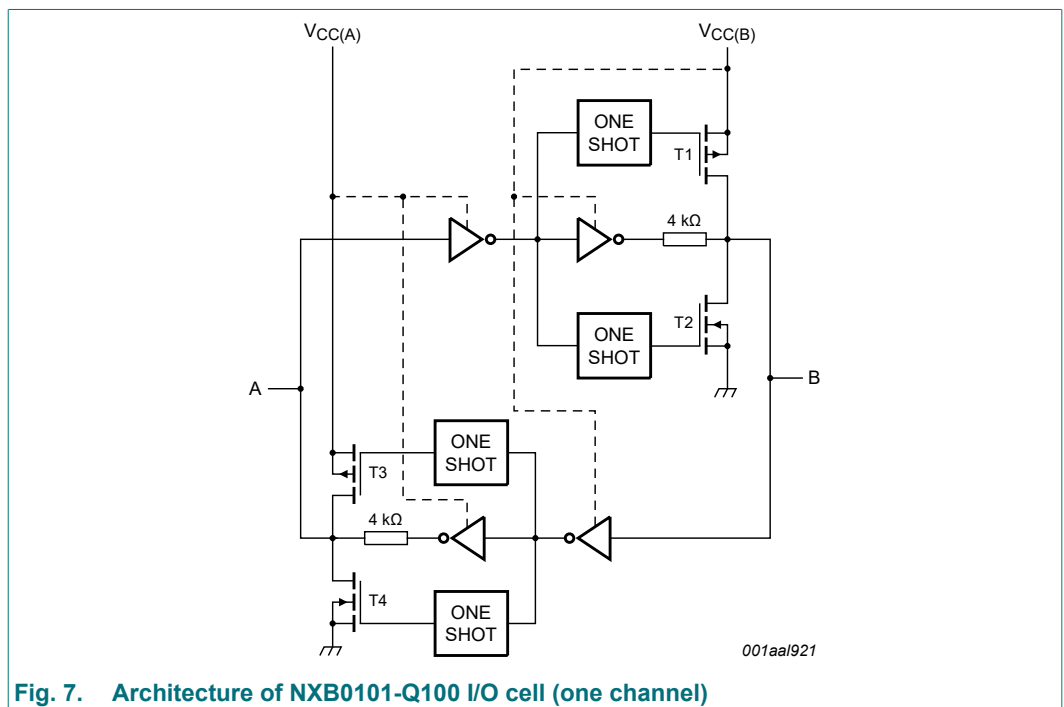 VCC(A)
VCC(B)
ONE
SHOT
T1
4 kΩ
T2
ONE
SHOT
A
B
ONE
SHOT
T3
4 kΩ
T4
ONE
SHOT
001aal921
Fig. 7. Architecture of NXB0101-Q100 I/O cell (one channel)